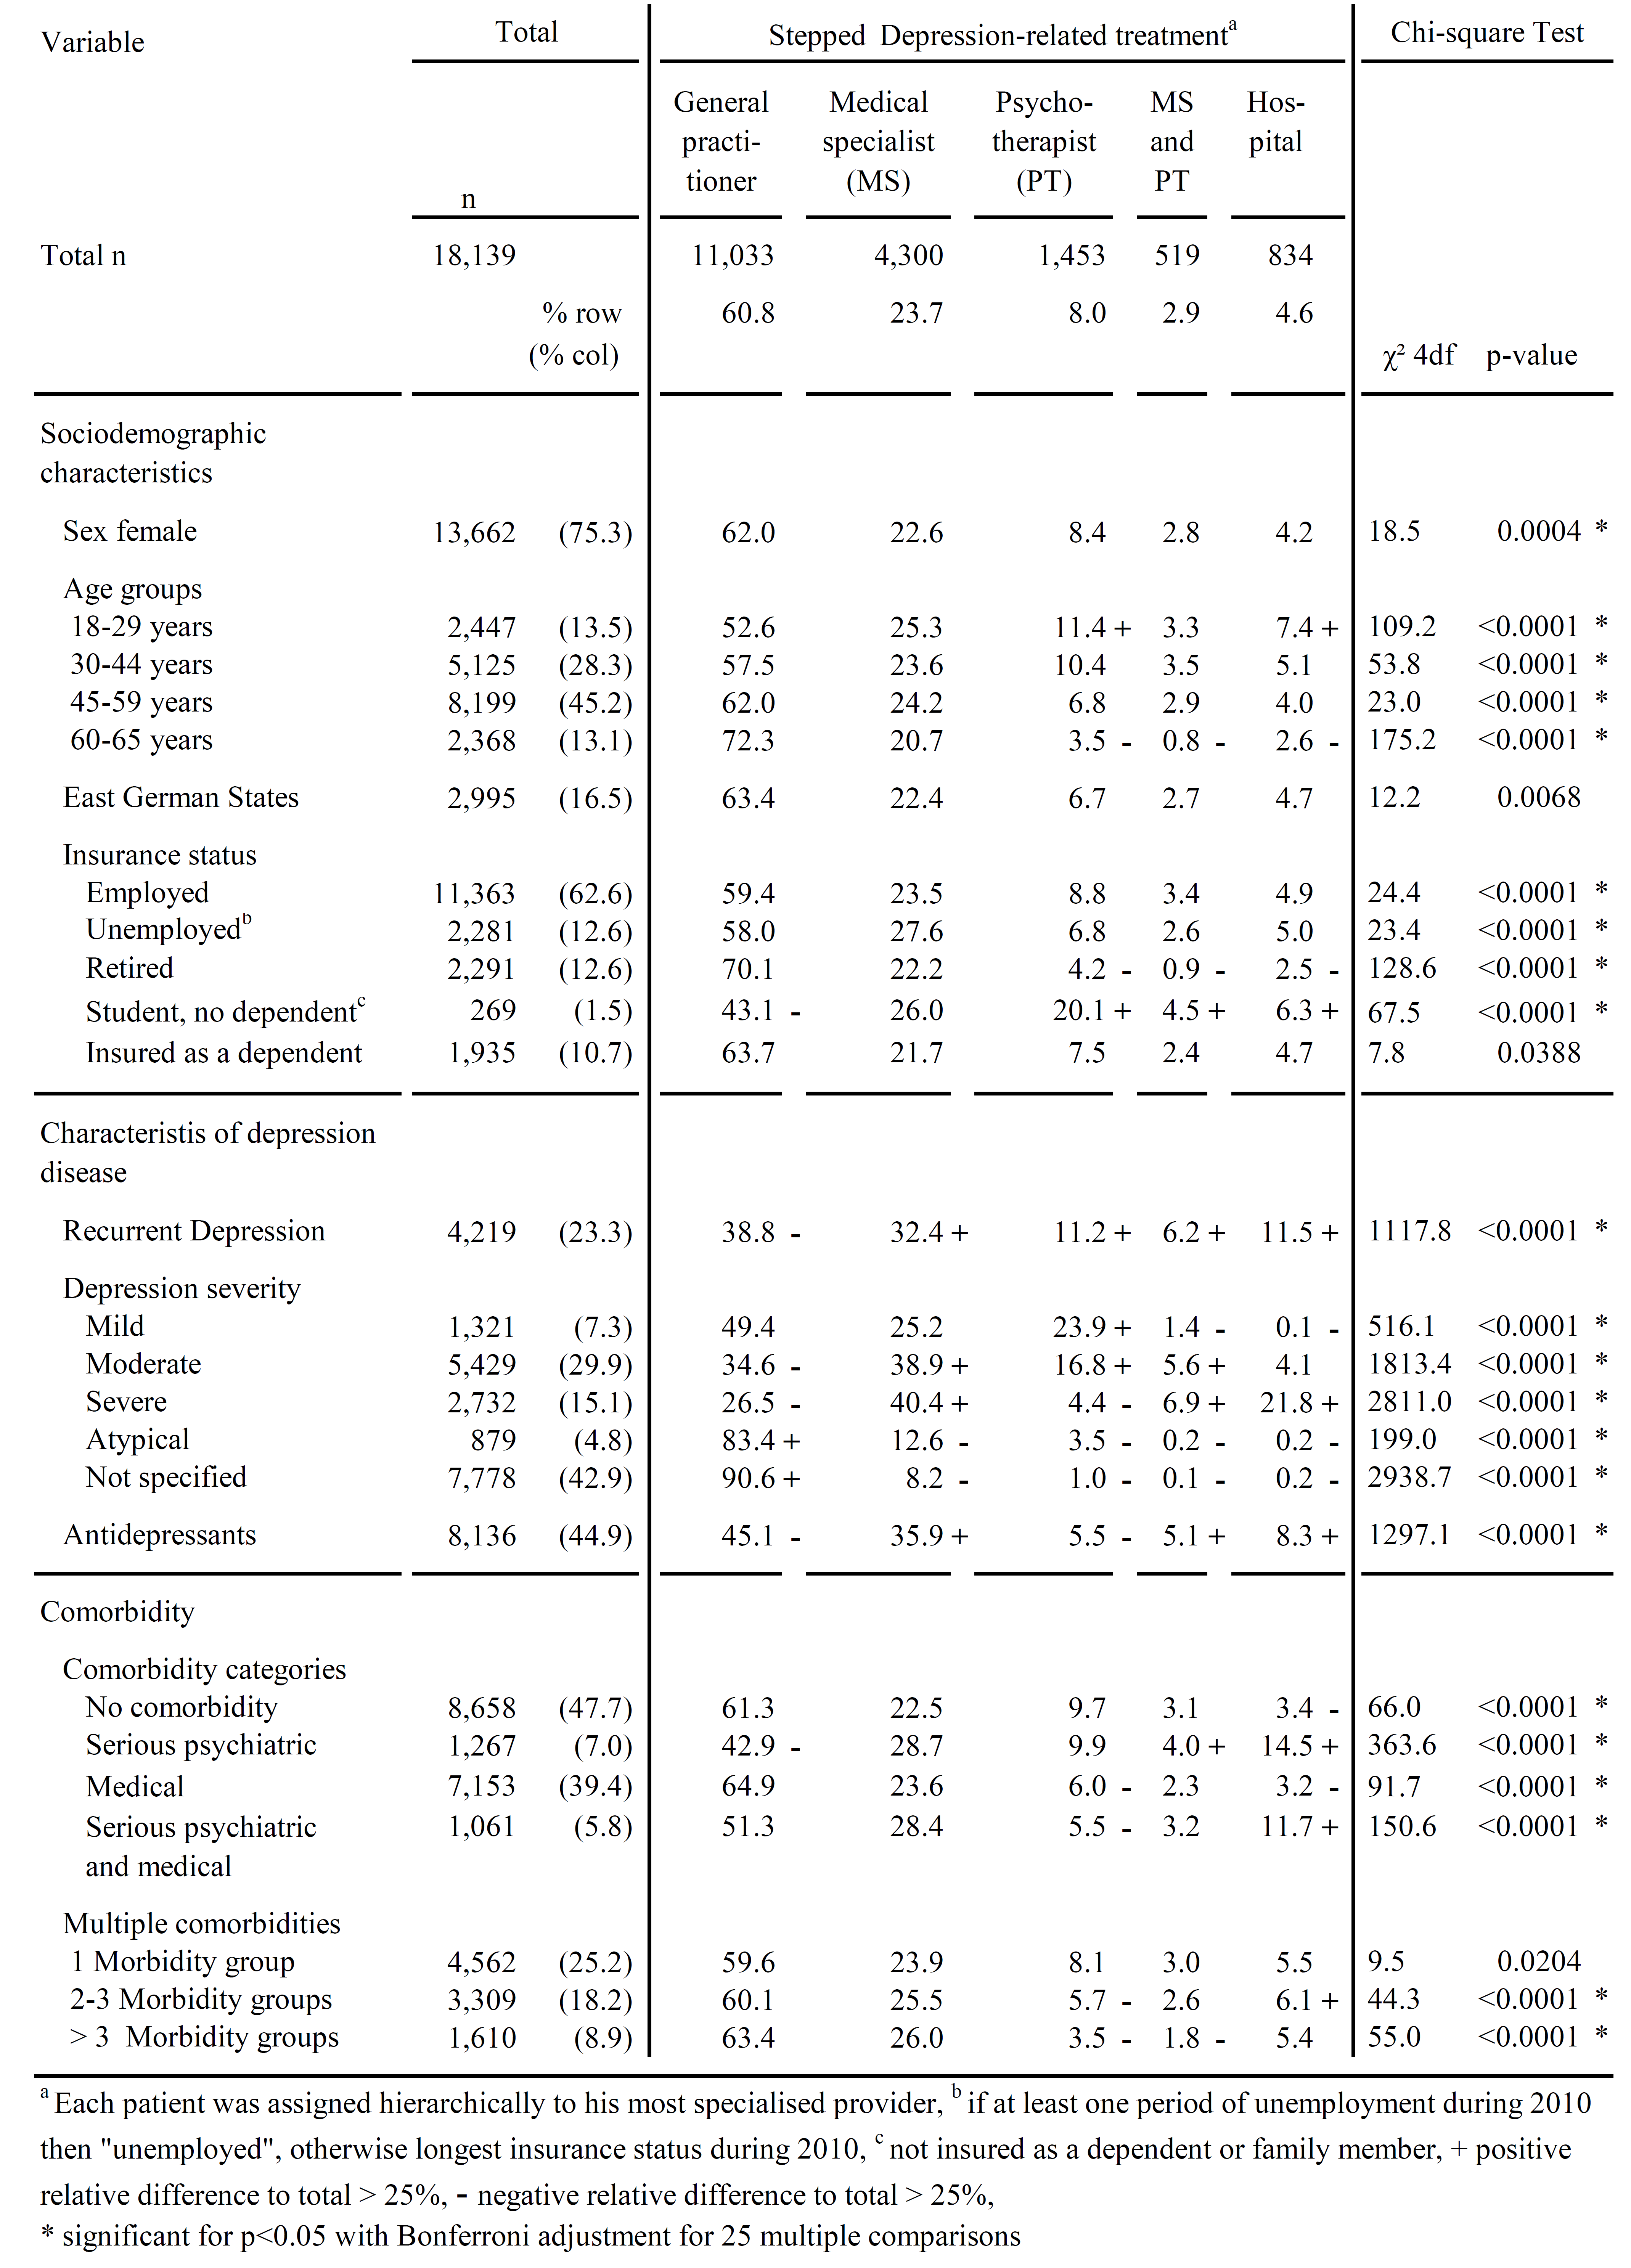 Variable Total Stepped Depression-related treatment^a Chi-square Test
General Medical Psycho- MS Hos-
practi- specialist therapist and pital
tioner (MS) (PT) PT
n
Total n 18,139 11,033 4,300 1,453 519 834
% row 60.8 23.7 8.0 2.9 4.6
(% col) χ² 4df p-value
Sociodemographic
characteristics
Sex female 13,662 (75.3) 62.0 22.6 8.4 2.8 4.2 18.5 0.0004 *
Age groups
18-29 years 2,447 (13.5) 52.6 25.3 11.4 + 3.3 7.4 + 109.2 <0.0001 *
30-44 years 5,125 (28.3) 57.5 23.6 10.4 3.5 5.1 53.8 <0.0001 *
45-59 years 8,199 (45.2) 62.0 24.2 6.8 2.9 4.0 23.0 <0.0001 *
60-65 years 2,368 (13.1) 72.3 20.7 3.5 - 0.8 - 2.6 - 175.2 <0.0001 *
East German States 2,995 (16.5) 63.4 22.4 6.7 2.7 4.7 12.2 0.0068
Insurance status
Employed 11,363 (62.6) 59.4 23.5 8.8 3.4 4.9 24.4 <0.0001 *
Unemployed^b 2,281 (12.6) 58.0 27.6 6.8 2.6 5.0 23.4 <0.0001 *
Retired 2,291 (12.6) 70.1 22.2 4.2 - 0.9 - 2.5 - 128.6 <0.0001 *
Student, no dependent^c 269 (1.5) 43.1 - 26.0 20.1 + 4.5 + 6.3 + 67.5 <0.0001 *
Insured as a dependent 1,935 (10.7) 63.7 21.7 7.5 2.4 4.7 7.8 0.0388
Characteristis of depression
disease
Recurrent Depression 4,219 (23.3) 38.8 - 32.4 + 11.2 + 6.2 + 11.5 + 1117.8 <0.0001 *
Depression severity
Mild 1,321 (7.3) 49.4 25.2 23.9 + 1.4 - 0.1 - 516.1 <0.0001 *
Moderate 5,429 (29.9) 34.6 - 38.9 + 16.8 + 5.6 + 4.1 1813.4 <0.0001 *
Severe 2,732 (15.1) 26.5 - 40.4 + 4.4 - 6.9 + 21.8 + 2811.0 <0.0001 *
Atypical 879 (4.8) 83.4 + 12.6 - 3.5 - 0.2 - 0.2 - 199.0 <0.0001 *
Not specified 7,778 (42.9) 90.6 + 8.2 - 1.0 - 0.1 - 0.2 - 2938.7 <0.0001 *
Antidepressants 8,136 (44.9) 45.1 - 35.9 + 5.5 - 5.1 + 8.3 + 1297.1 <0.0001 *
Comorbidity
Comorbidity categories
No comorbidity 8,658 (47.7) 61.3 22.5 9.7 3.1 3.4 - 66.0 <0.0001 *
Serious psychiatric 1,267 (7.0) 42.9 - 28.7 9.9 4.0 + 14.5 + 363.6 <0.0001 *
Medical 7,153 (39.4) 64.9 23.6 6.0 - 2.3 3.2 - 91.7 <0.0001 *
Serious psychiatric 1,061 (5.8) 51.3 28.4 5.5 - 3.2 11.7 + 150.6 <0.0001 *
and medical
Multiple comorbidities
1 Morbidity group 4,562 (25.2) 59.6 23.9 8.1 3.0 5.5 9.5 0.0204
2-3 Morbidity groups 3,309 (18.2) 60.1 25.5 5.7 - 2.6 6.1 + 44.3 <0.0001 *
> 3 Morbidity groups 1,610 (8.9) 63.4 26.0 3.5 - 1.8 - 5.4 55.0 <0.0001 *
^a Each patient was assigned hierarchically to his most specialised provider, ^b if at least one period of unemployment during 2010
then "unemployed", otherwise longest insurance status during 2010, ^c not insured as a dependent or family member, + positive
relative difference to total > 25%, - negative relative difference to total > 25%,
* significant for p<0.05 with Bonferroni adjustment for 25 multiple comparisons